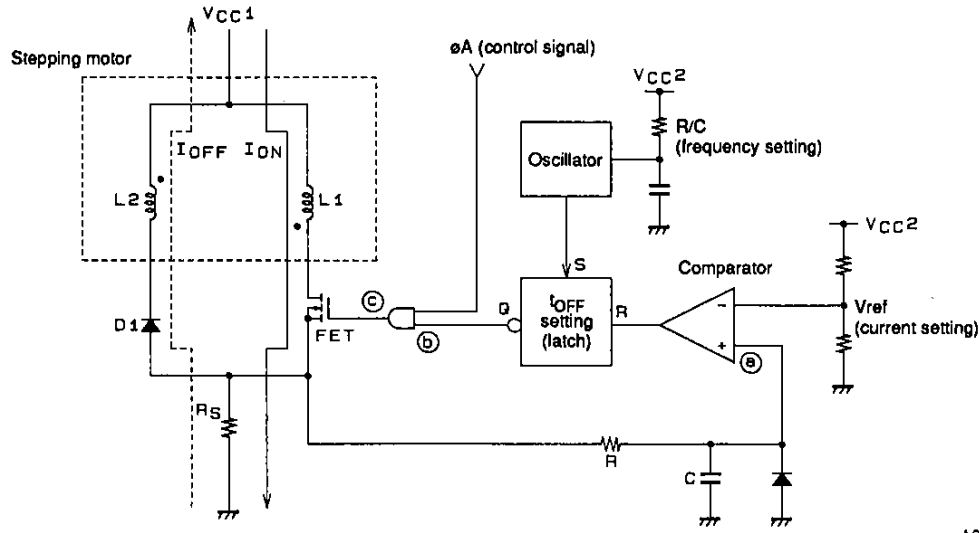 VCC1
øA (control signal)
Stepping motor
VCC2
R/C
(frequency setting)
Oscillator
IOFF
ION
L2
L1
VCC2
S
Comparator
tOFF
setting
(latch)
Q
R
c
b
-
+
a
Vref
(current setting)
D1
FET
RS
R
C